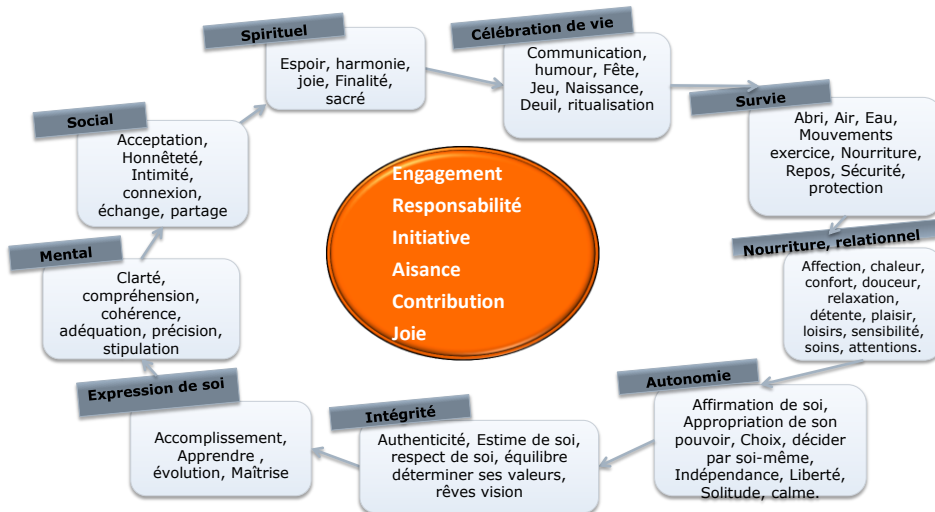 Spirituel
Espoir, harmonie,
joie, Finalité,
sacré
Célébration de vie
Communication,
humour, Fête,
Jeu, Naissance,
Deuil, ritualisation
Survie
Abri, Air, Eau,
Mouvements
exercice, Nourriture,
Repos, Sécurité,
protection
Nourriture, relationnel
Affection, chaleur,
confort, douceur,
relaxation,
détente, plaisir,
loisirs, sensibilité,
soins, attentions.
Autonomie
Affirmation de soi,
Appropriation de son
pouvoir, Choix, décider
par soi-même,
Indépendance, Liberté,
Solitude, calme.
Intégrité
Authenticité, Estime de soi,
respect de soi, équilibre
déterminer ses valeurs,
rêves vision
Expression de soi
Accomplissement,
Apprendre ,
évolution, Maîtrise
Mental
Clarté,
compréhension,
cohérence,
adéquation, précision,
stipulation
Social
Acceptation,
Honnêteté,
Intimité,
connexion,
échange, partage
Engagement
Responsabilité
Initiative
Aisance
Contribution
Joie